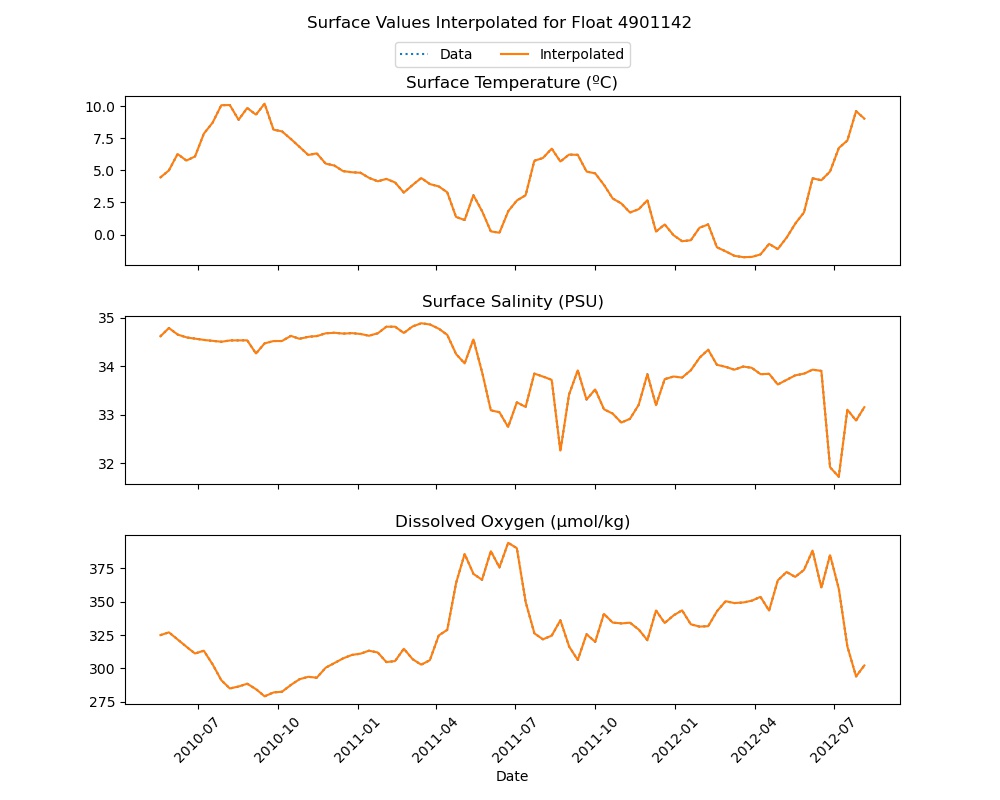 Surface Values Interpolated for Float 4901142
Data Interpolated
Surface Temperature (ºC)
10.0
7.5
5.0
2.5
0.0
Surface Salinity (PSU)
35
34
33
32
Dissolved Oxygen (µmol/kg)
375
350
325
300
275
2010-07 2010-10 2011-01 2011-04 2011-07 2011-10 2012-01 2012-04 2012-07
Date